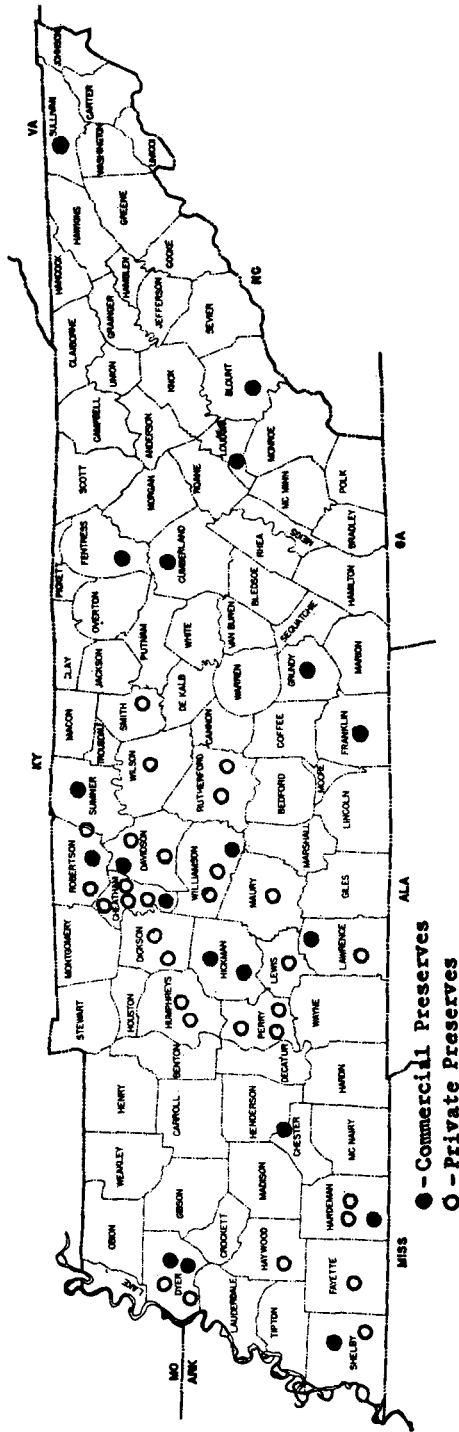 VA
JOHNSON
SULLIVAN
CARTER
WASHINGTON
UNICOI
HAWKINS
GREENE
HANCOCK
HAMBLEN
COCKE
NC
CLAIBORNE
GRAINGER
JEFFERSON
SEVIER
UNION
KNOX
BLOUNT
CAMPBELL
ANDERSON
LOUDON
MONROE
SCOTT
MORGAN
ROANE
MC MINN
POLK
MEIGS
BRADLEY
GA
PICKETT
FENTRESS
CUMBERLAND
RHEA
HAMILTON
OVERTON
BLEDSOE
SEQUATCHIE
CLAY
JACKSON
PUTNAM
WHITE
VAN BUREN
MARION
MACON
SMITH
DE KALB
WARREN
GRUNDY
KY
TROUSDALE
CANNON
COFFEE
FRANKLIN
SUMNER
WILSON
RUTHERFORD
BEDFORD
MOORE
LINCOLN
ROBERTSON
DAVIDSON
WILLIAMSON
MARSHALL
CHEATHAM
MAURY
GILES
ALA
MONTGOMERY
DICKSON
HICKMAN
LEWIS
LAWRENCE
STEWART
HOUSTON
HUMPHREYS
PERRY
WAYNE
BENTON
DECATUR
HARDIN
HENRY
CARROLL
HENDERSON
CHESTER
MC NAIRY
WEAKLEY
GIBSON
MADISON
HARDEMAN
OBION
CROCKETT
HAYWOOD
FAYETTE
MISS
LAKE
DYER
LAUDERDALE
TIPTON
SHELBY
MO
ARK
- Commercial Preserves
- Private Preserves